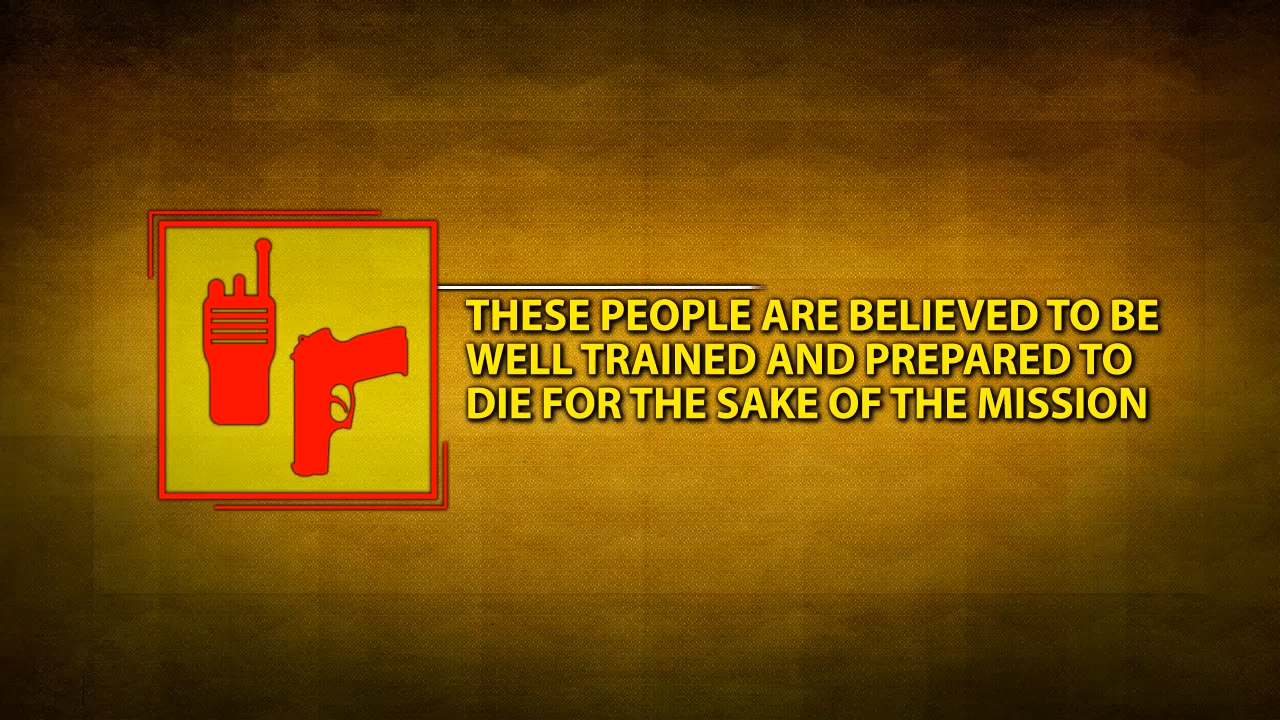 THESE PEOPLE ARE BELIEVED TO BE
WELL TRAINED AND PREPARED TO
DIE FOR THE SAKE OF THE MISSION